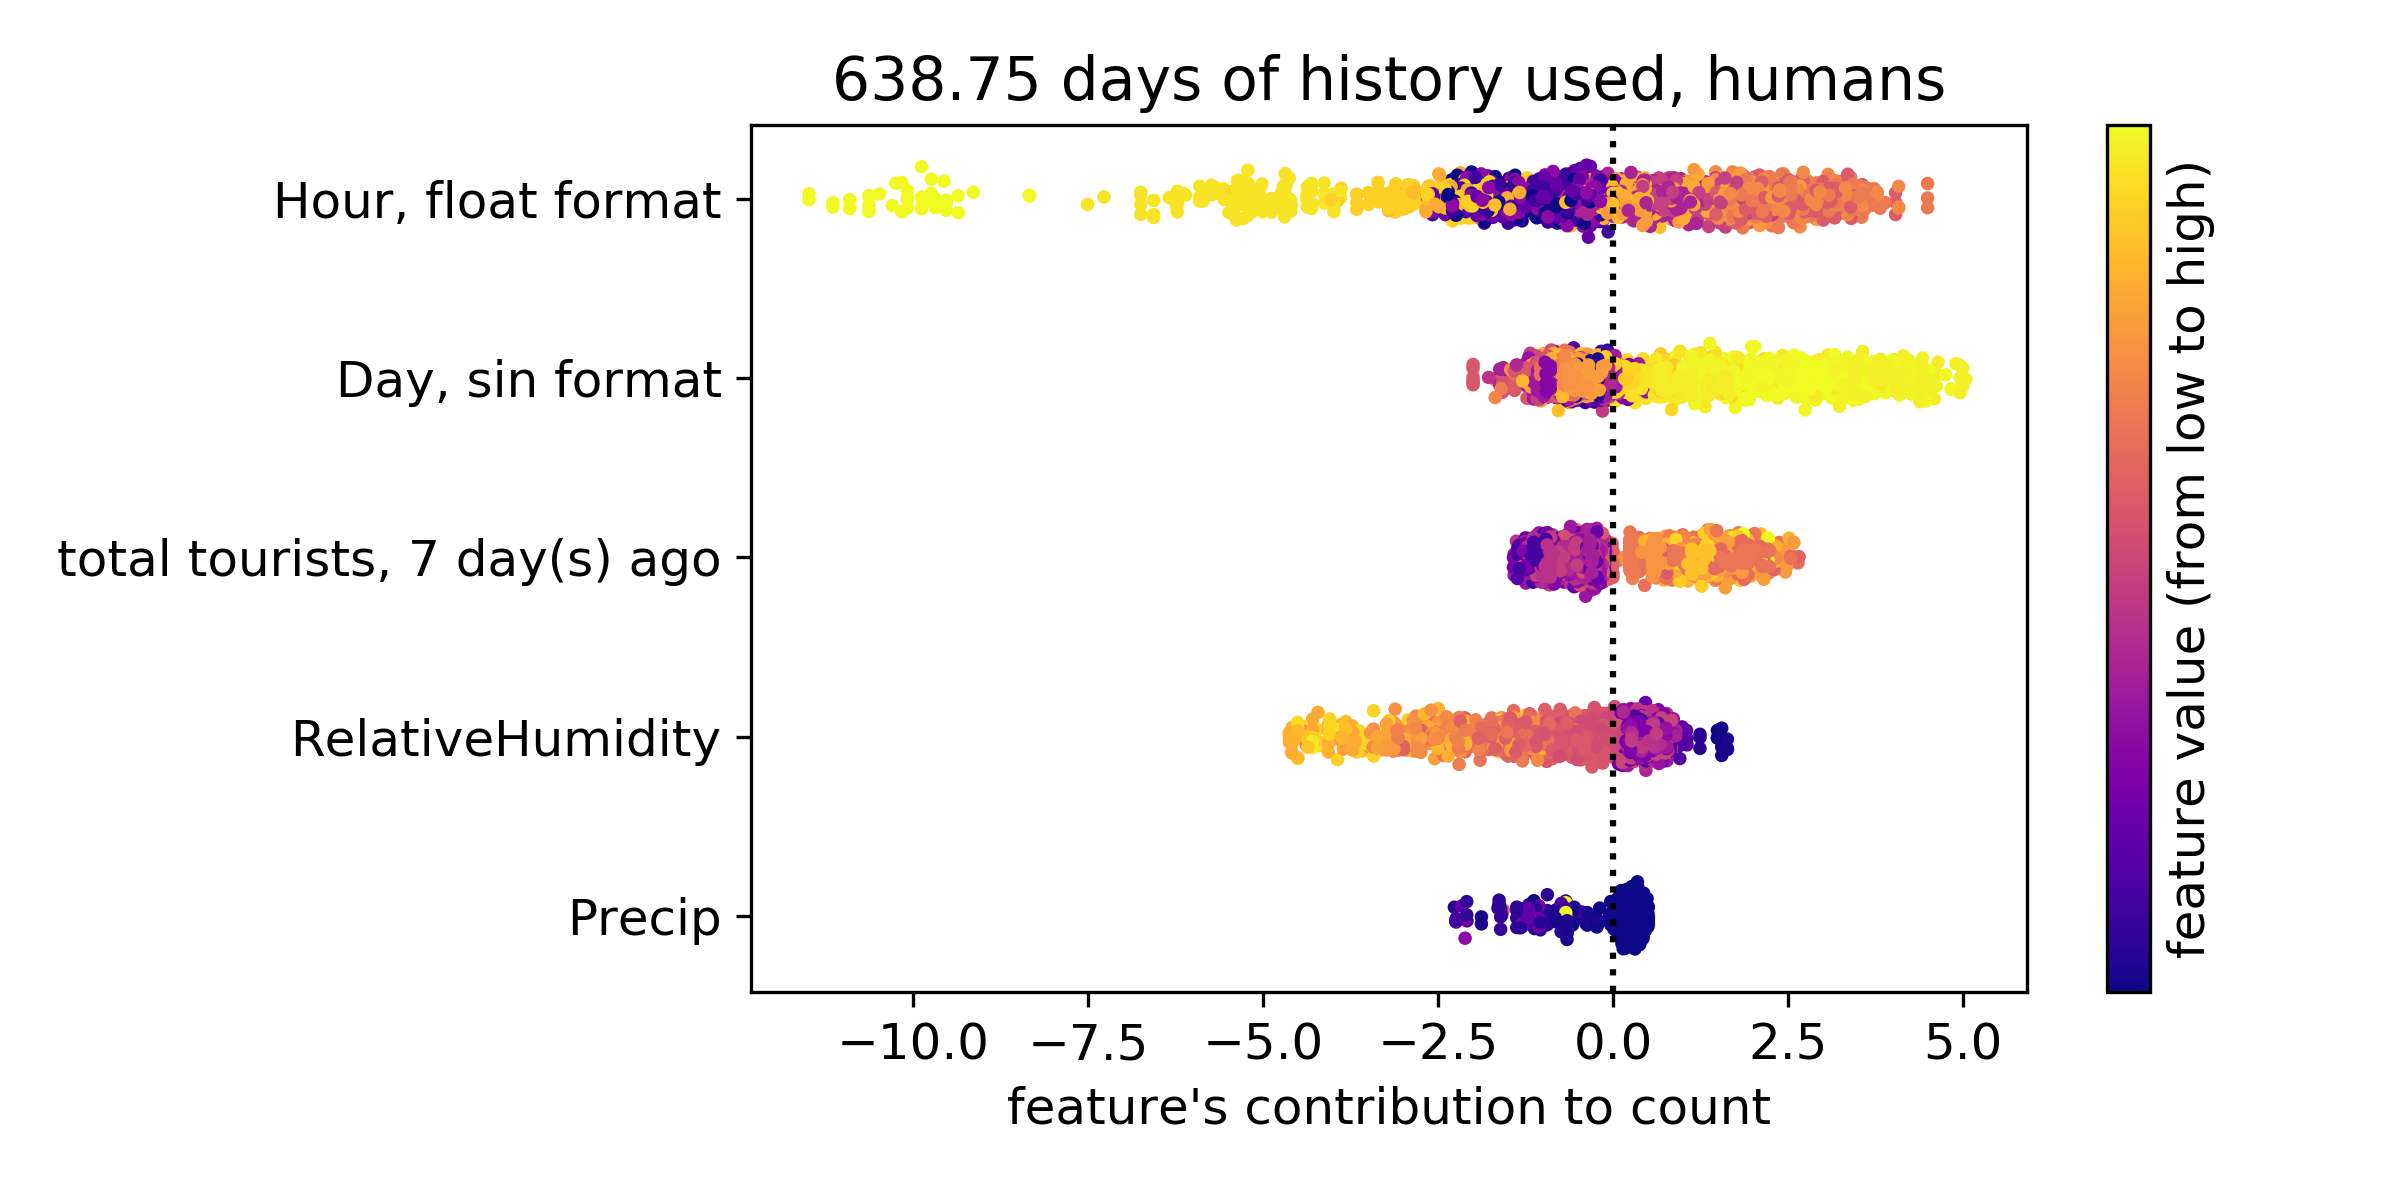 638.75 days of history used, humans
Hour, float format
Day, sin format
total tourists, 7 day(s) ago
RelativeHumidity
Precip
−10.0 −7.5 −5.0 −2.5 0.0 2.5 5.0
feature's contribution to count
feature value (from low to high)